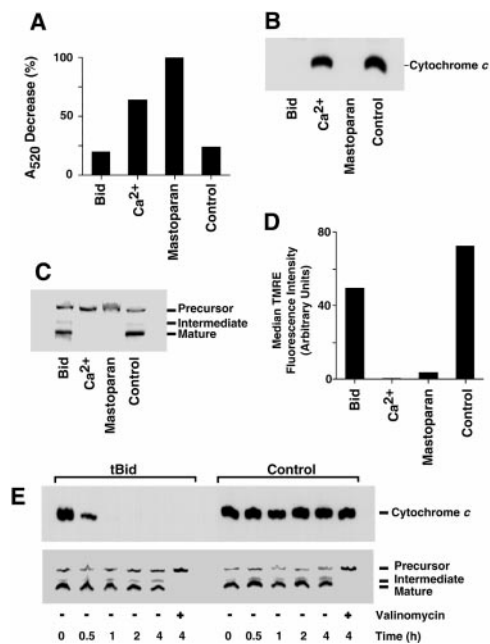 A
A520 Decrease (%)
100
50
0
Bid
Ca2+
Mastoparan
Control
B
Cytochrome c
Bid
Ca2+
Mastoparan
Control
C
Precursor
Intermediate
Mature
Bid
Ca2+
Mastoparan
Control
D
Median TMRE
Fluorescence Intensity
(Arbitrary Units)
80
40
0
Bid
Ca2+
Mastoparan
Control
E
tBid Control
Cytochrome c
Precursor
Intermediate
Mature
- - - - - + - - - - - + Valinomycin
0 0.5 1 2 4 4 0 0.5 1 2 4 4 Time (h)